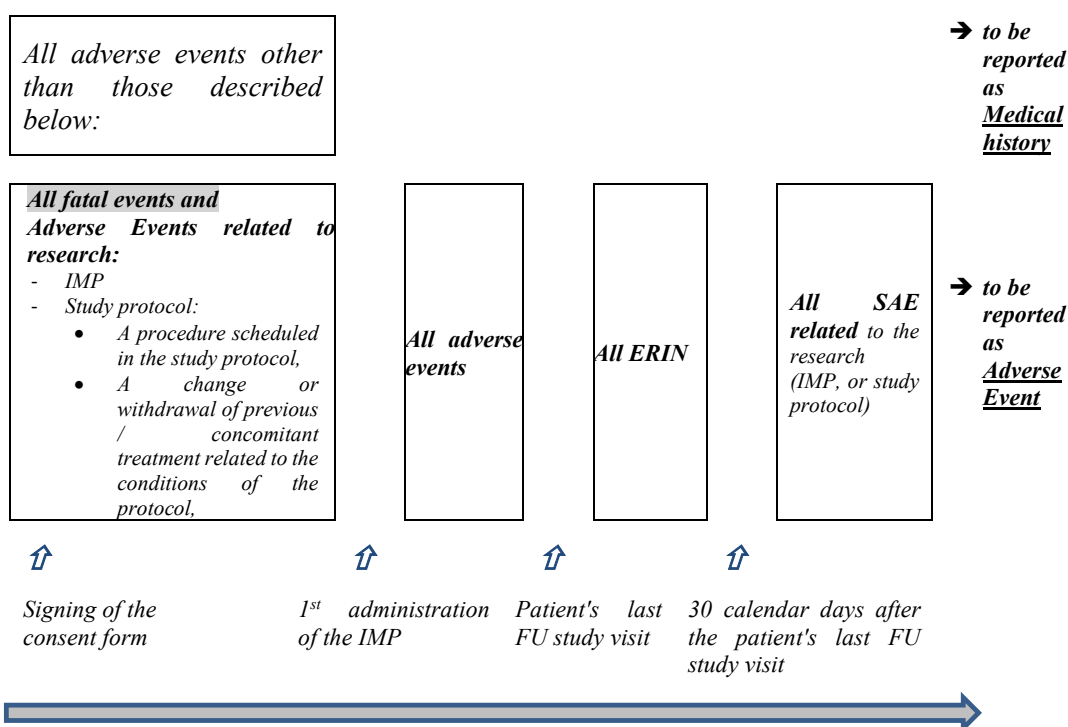 All adverse events other
than those described
below:
➔ to be
reported
as
Medical
history
All fatal events and
Adverse Events related to
research:
- IMP
- Study protocol:
• A procedure scheduled
in the study protocol,
• A change or
withdrawal of previous
/ concomitant
treatment related to the
conditions of the
protocol,
All adverse
events
All ERIN
All SAE
related to the
research
(IMP, or study
protocol)
➔ to be
reported
as
Adverse
Event
Signing of the
consent form
1st administration
of the IMP
Patient's last
FU study visit
30 calendar days after
the patient's last FU
study visit